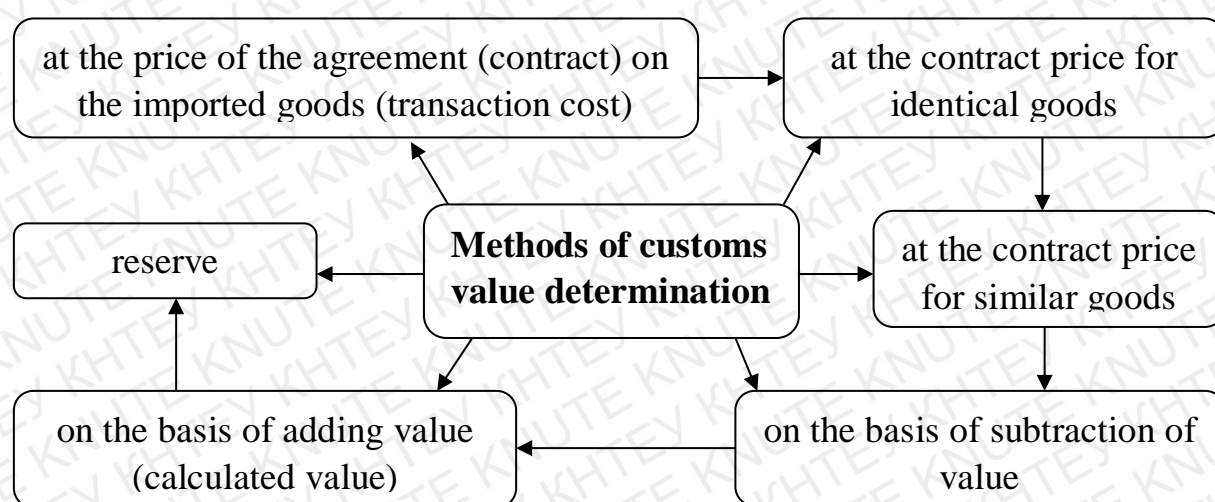 at the price of the agreement (contract) on
the imported goods (transaction cost)
at the contract price for
identical goods
Methods of customs
value determination
reserve
at the contract price
for similar goods
on the basis of adding value
(calculated value)
on the basis of subtraction of
value